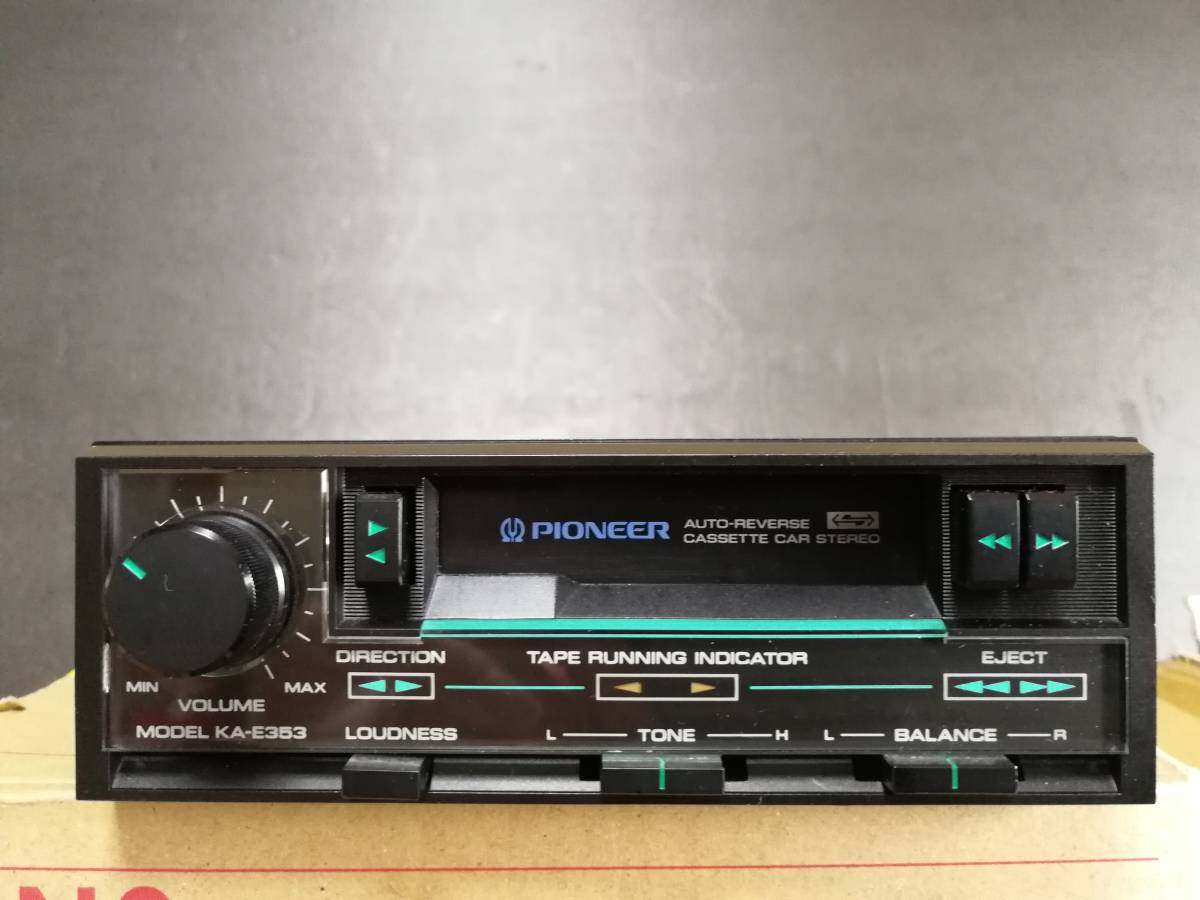 PIONEER AUTO-REVERSE
CASSETTE CAR STEREO
DIRECTION TAPE RUNNING INDICATOR EJECT
MIN MAX
VOLUME
MODEL KA-E353 LOUDNESS L TONE H L BALANCE R